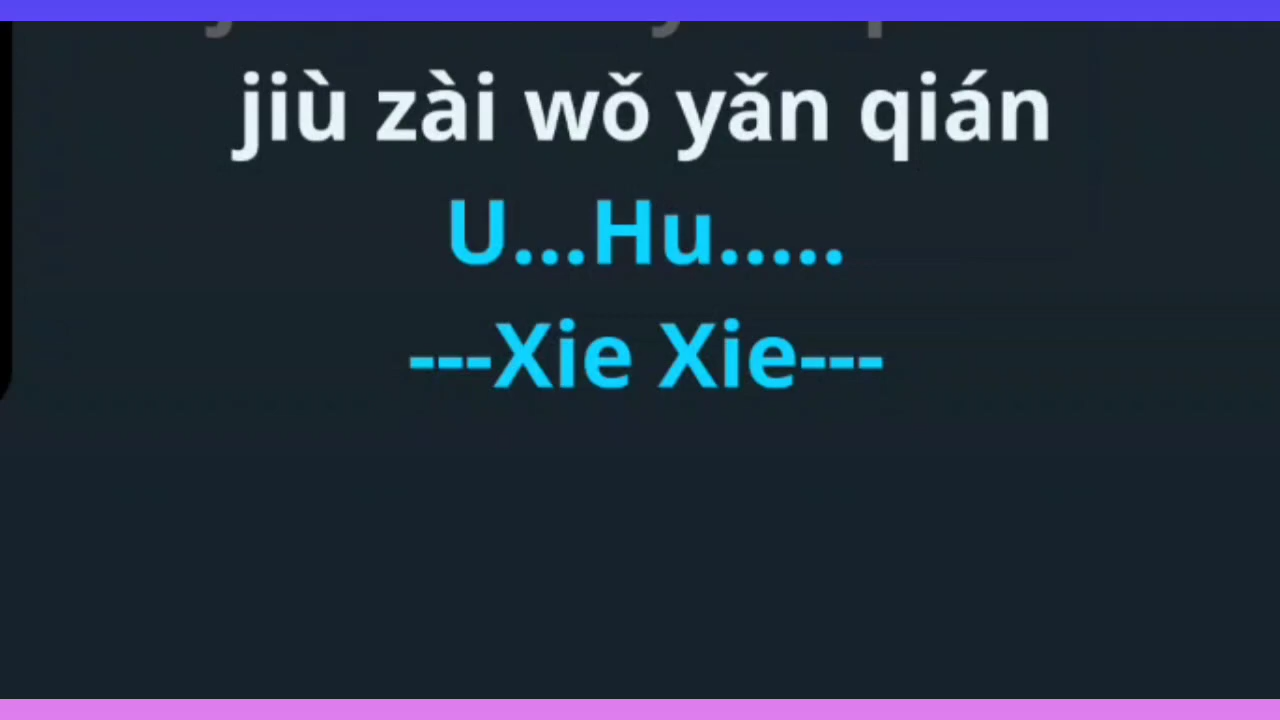 jiù zài wǒ yǎn qián
U...Hu.....
---Xie Xie---